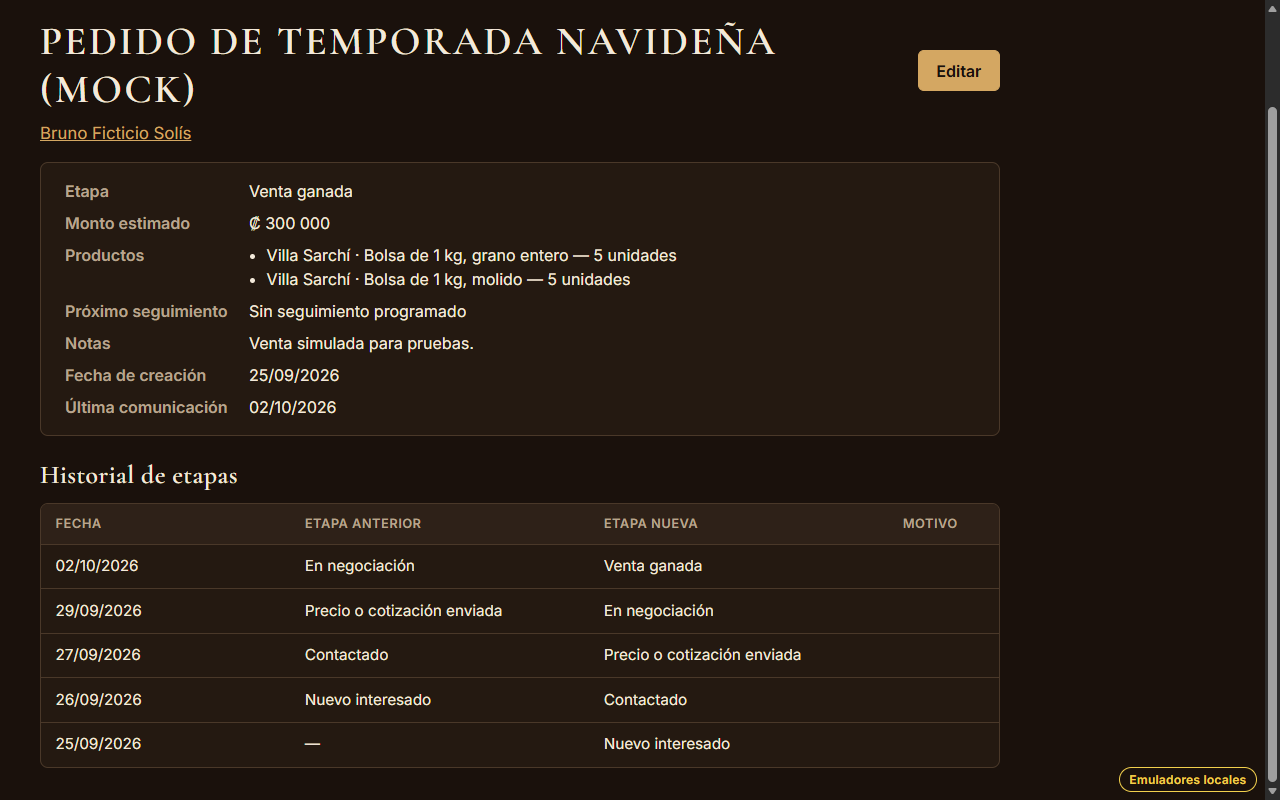 PEDIDO DE TEMPORADA NAVIDEÑA
(MOCK)
Editar
Bruno Ficticio Solís
Etapa Venta ganada
Monto estimado ₡ 300 000
Productos • Villa Sarchí · Bolsa de 1 kg, grano entero — 5 unidades
• Villa Sarchí · Bolsa de 1 kg, molido — 5 unidades
Próximo seguimiento Sin seguimiento programado
Notas Venta simulada para pruebas.
Fecha de creación 25/09/2026
Última comunicación 02/10/2026
Historial de etapas
FECHA ETAPA ANTERIOR ETAPA NUEVA MOTIVO
02/10/2026 En negociación Venta ganada
29/09/2026 Precio o cotización enviada En negociación
27/09/2026 Contactado Precio o cotización enviada
26/09/2026 Nuevo interesado Contactado
25/09/2026 — Nuevo interesado
Emuladores locales